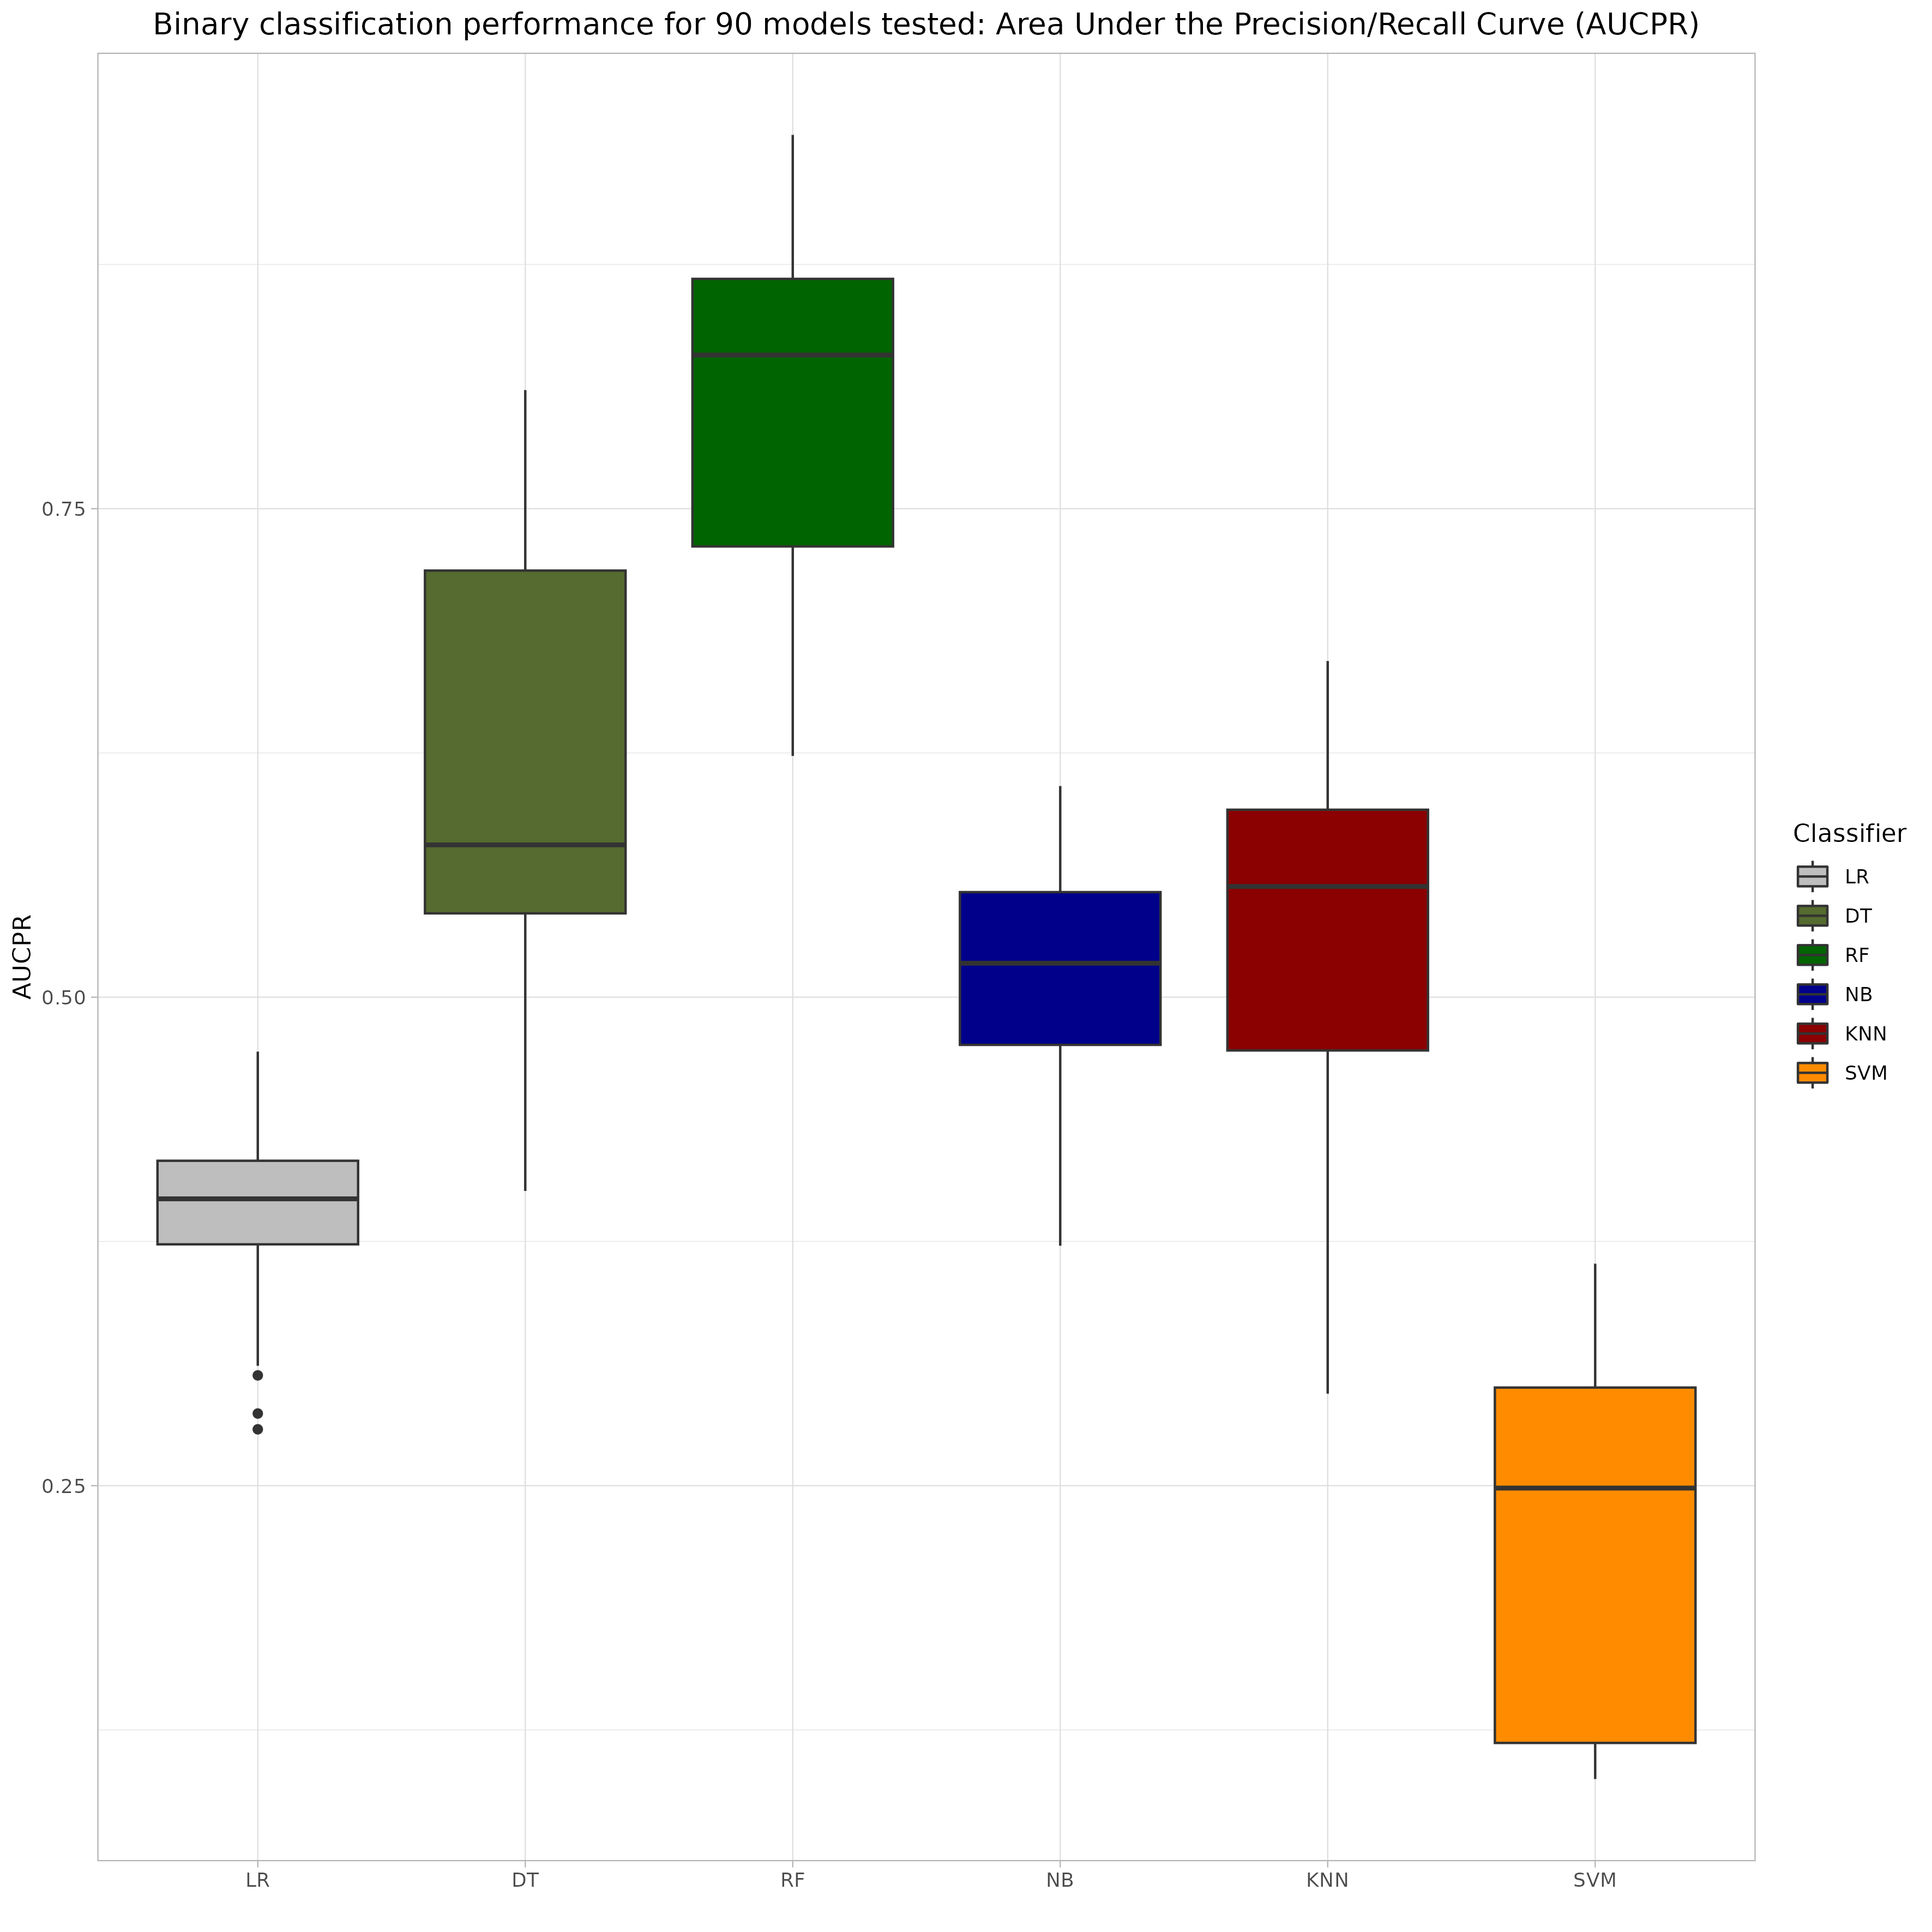 Binary classification performance for 90 models tested: Area Under the Precision/Recall Curve (AUCPR)
AUCPR
0.75
0.50
0.25
LR DT RF NB KNN SVM
Classifier
LR
DT
RF
NB
KNN
SVM